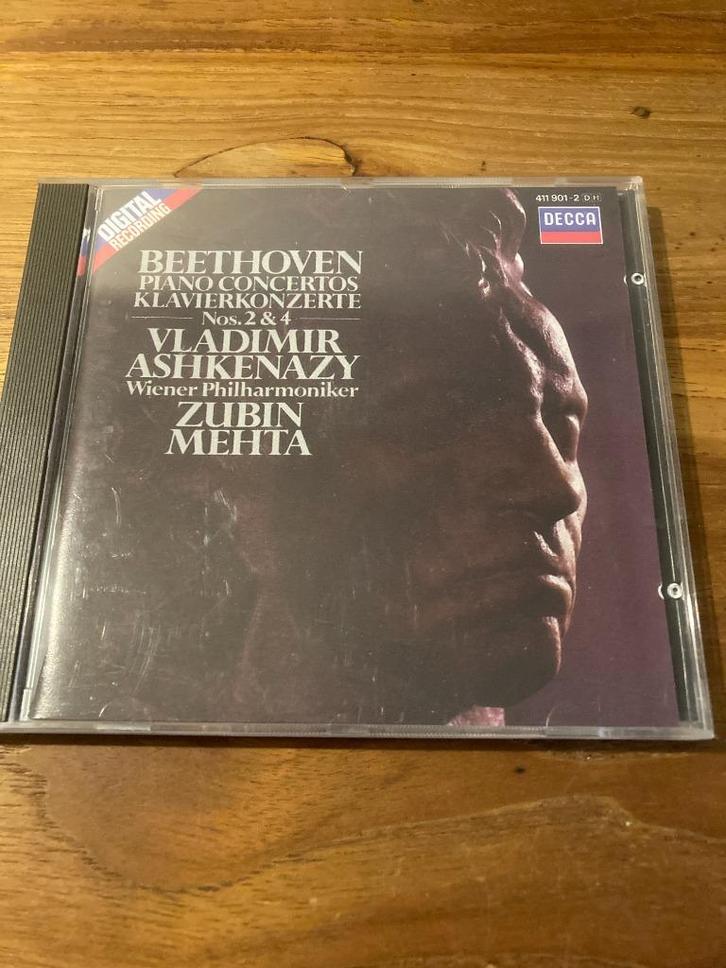 DIGITAL
RECORDING
411 901-2 DH
DECCA
BEETHOVEN
PIANO CONCERTOS
KLAVIERKONZERTE
Nos. 2 & 4
VLADIMIR
ASHKENAZY
Wiener Philharmoniker
ZUBIN
MEHTA